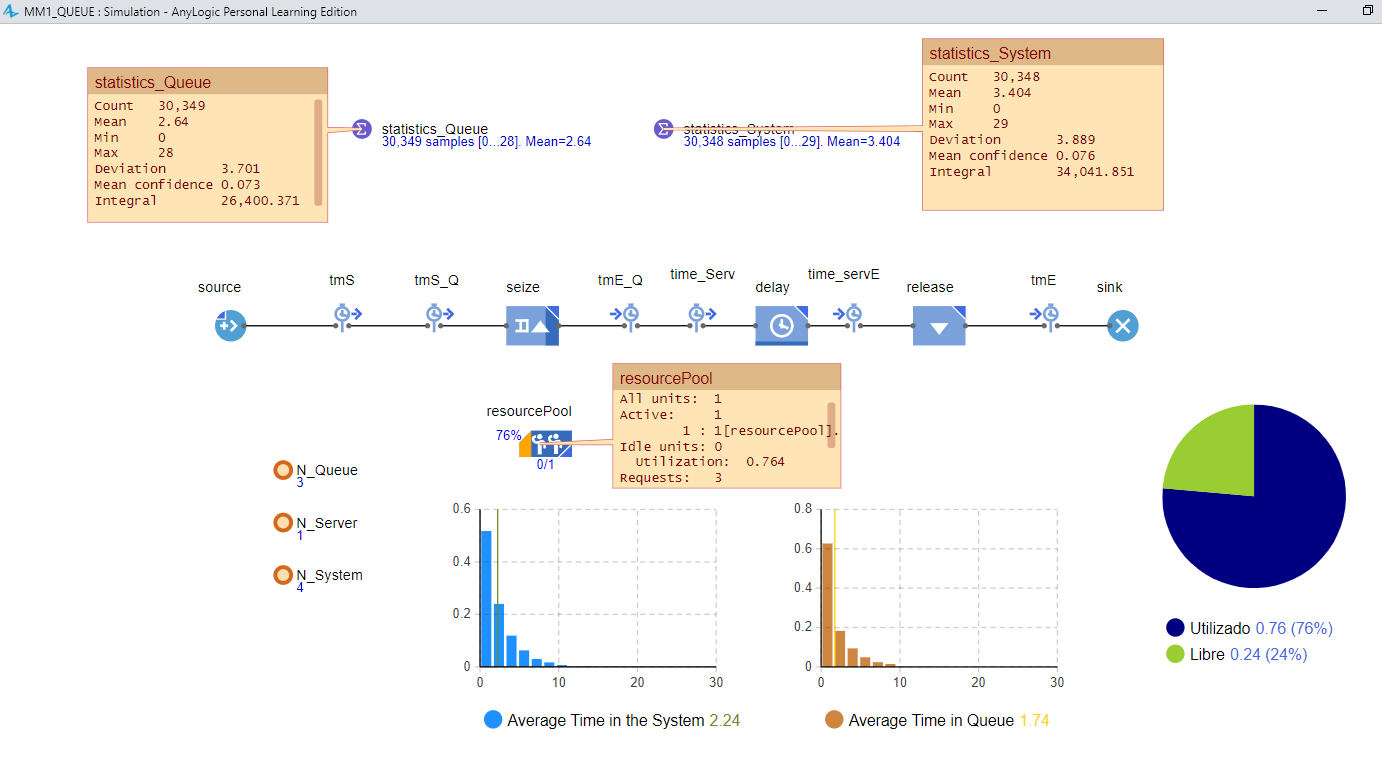 MM1_QUEUE : Simulation - AnyLogic Personal Learning Edition
statistics_Queue
Count 30,349
Mean 2.64
Min 0
Max 28
Deviation 3.701
Mean confidence 0.073
Integral 26,400.371
statistics_Queue
30,349 samples [0...28]. Mean=2.64
statistics_System
30,348 samples [0...29]. Mean=3.404
statistics_System
Count 30,348
Mean 3.404
Min 0
Max 29
Deviation 3.889
Mean confidence 0.076
Integral 34,041.851
source
tmS
tmS_Q
seize
tmE_Q
time_Serv
delay
time_servE
release
tmE
sink
resourcePool
76%
0/1
resourcePool
All units: 1
Active: 1
1 : 1[resourcePool].
Idle units: 0
Utilization: 0.764
Requests: 3
N_Queue
3
N_Server
1
N_System
4
0.6
0.4
0.2
0
0 10 20 30
Average Time in the System 2.24
0.8
0.6
0.4
0.2
0
0 10 20 30
Average Time in Queue 1.74
Utilizado 0.76 (76%)
Libre 0.24 (24%)